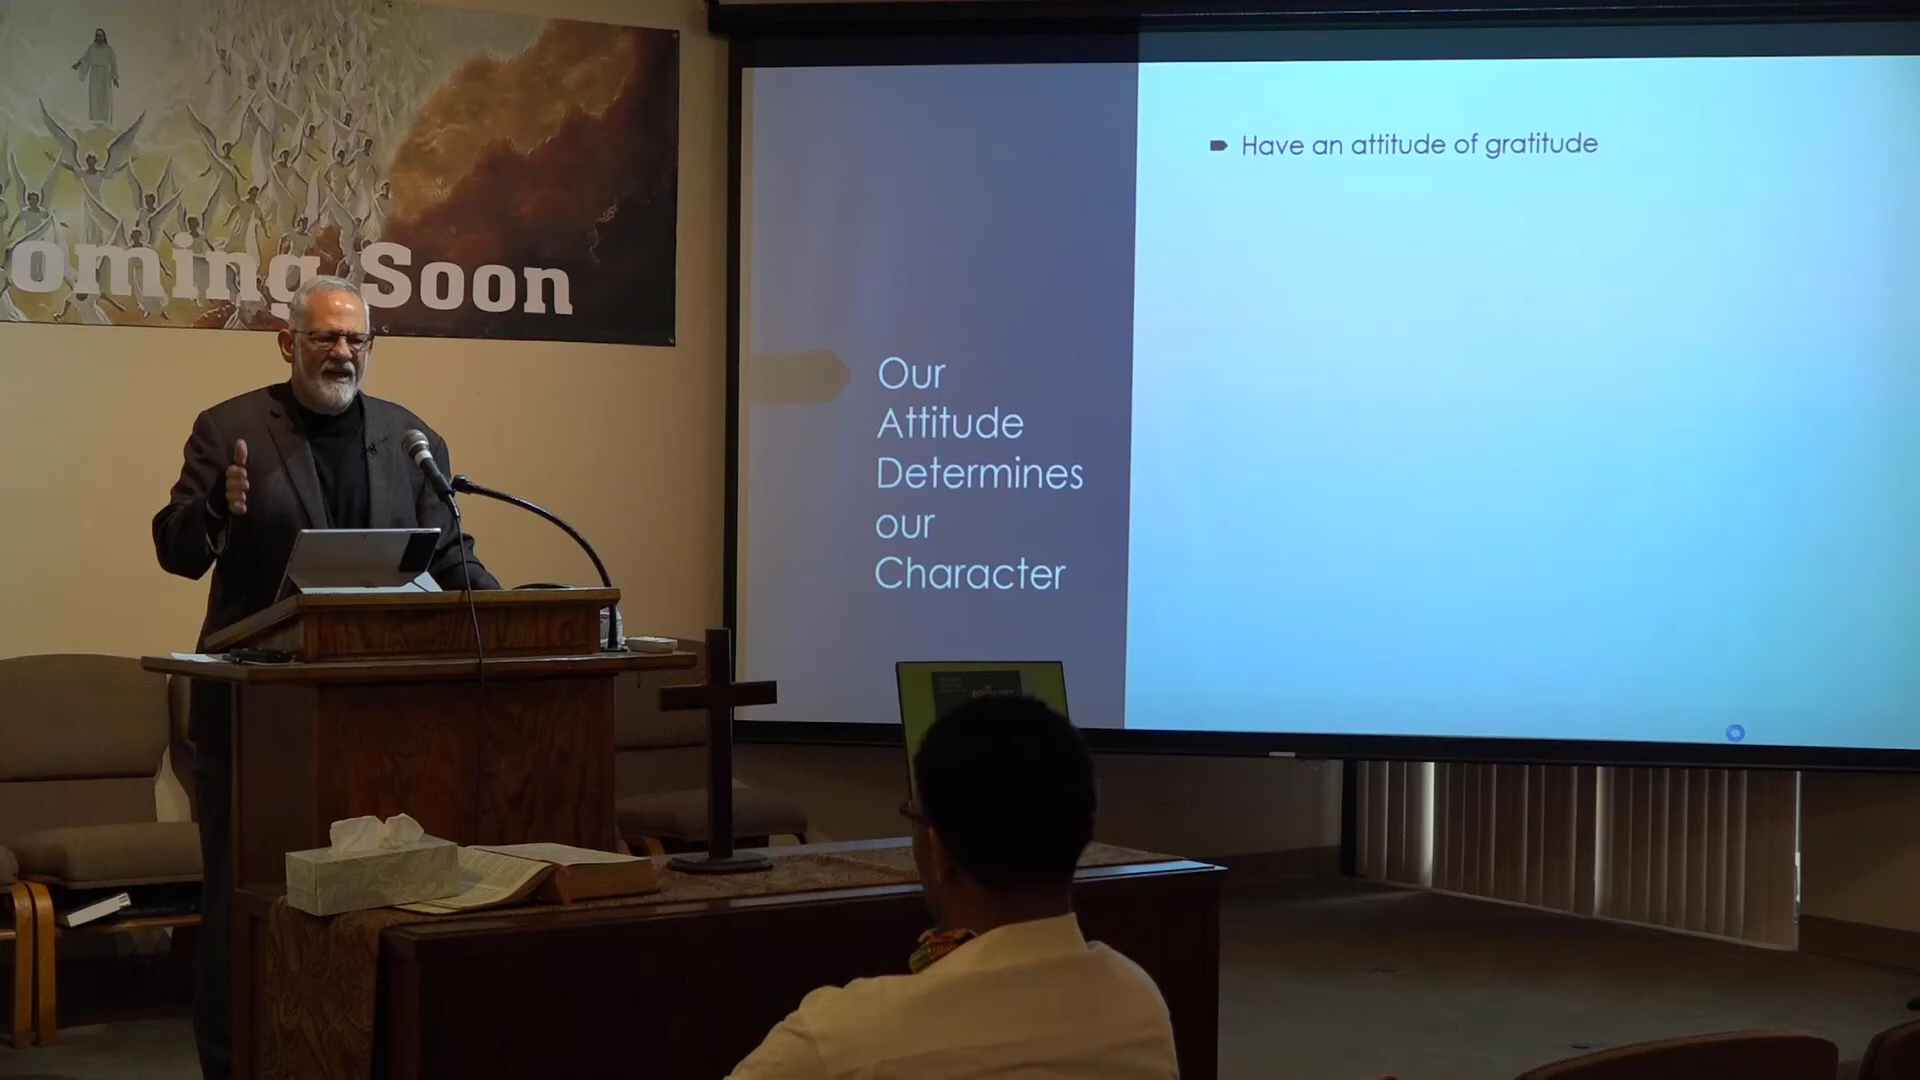 oming Soon
Our
Attitude
Determines
our
Character
Have an attitude of gratitude